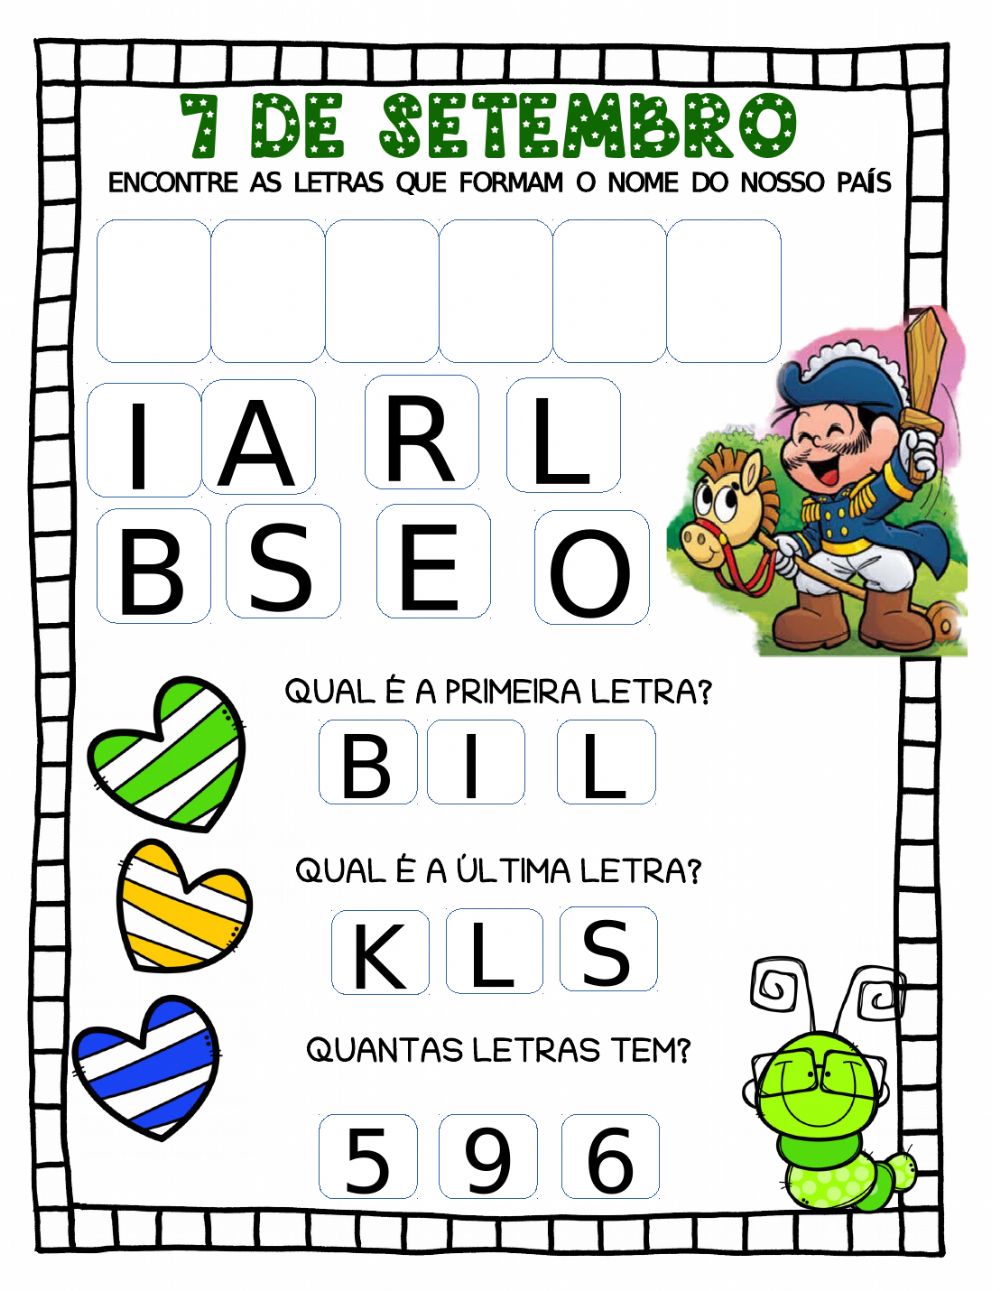 7 DE SETEMBRO
ENCONTRE AS LETRAS QUE FORMAM O NOME DO NOSSO PAÍS
I A R L
B S E O
QUAL É A PRIMEIRA LETRA?
B I L
QUAL É A ÚLTIMA LETRA?
K L S
QUANTAS LETRAS TEM?
5 9 6